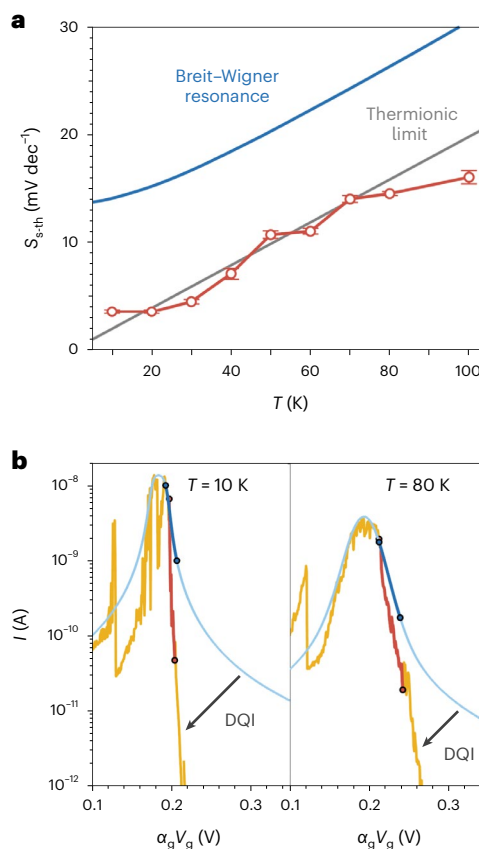 a
30
20
10
0
S_s-th (mV dec⁻¹)
Breit–Wigner
resonance
Thermionic
limit
20
40
60
80
100
T (K)
b
T = 10 K
T = 80 K
10⁻⁸
10⁻⁹
10⁻¹⁰
10⁻¹¹
10⁻¹²
I (A)
DQI
DQI
0.1
0.2
0.3
0.1
0.2
0.3
α_gV_g (V)
α_gV_g (V)